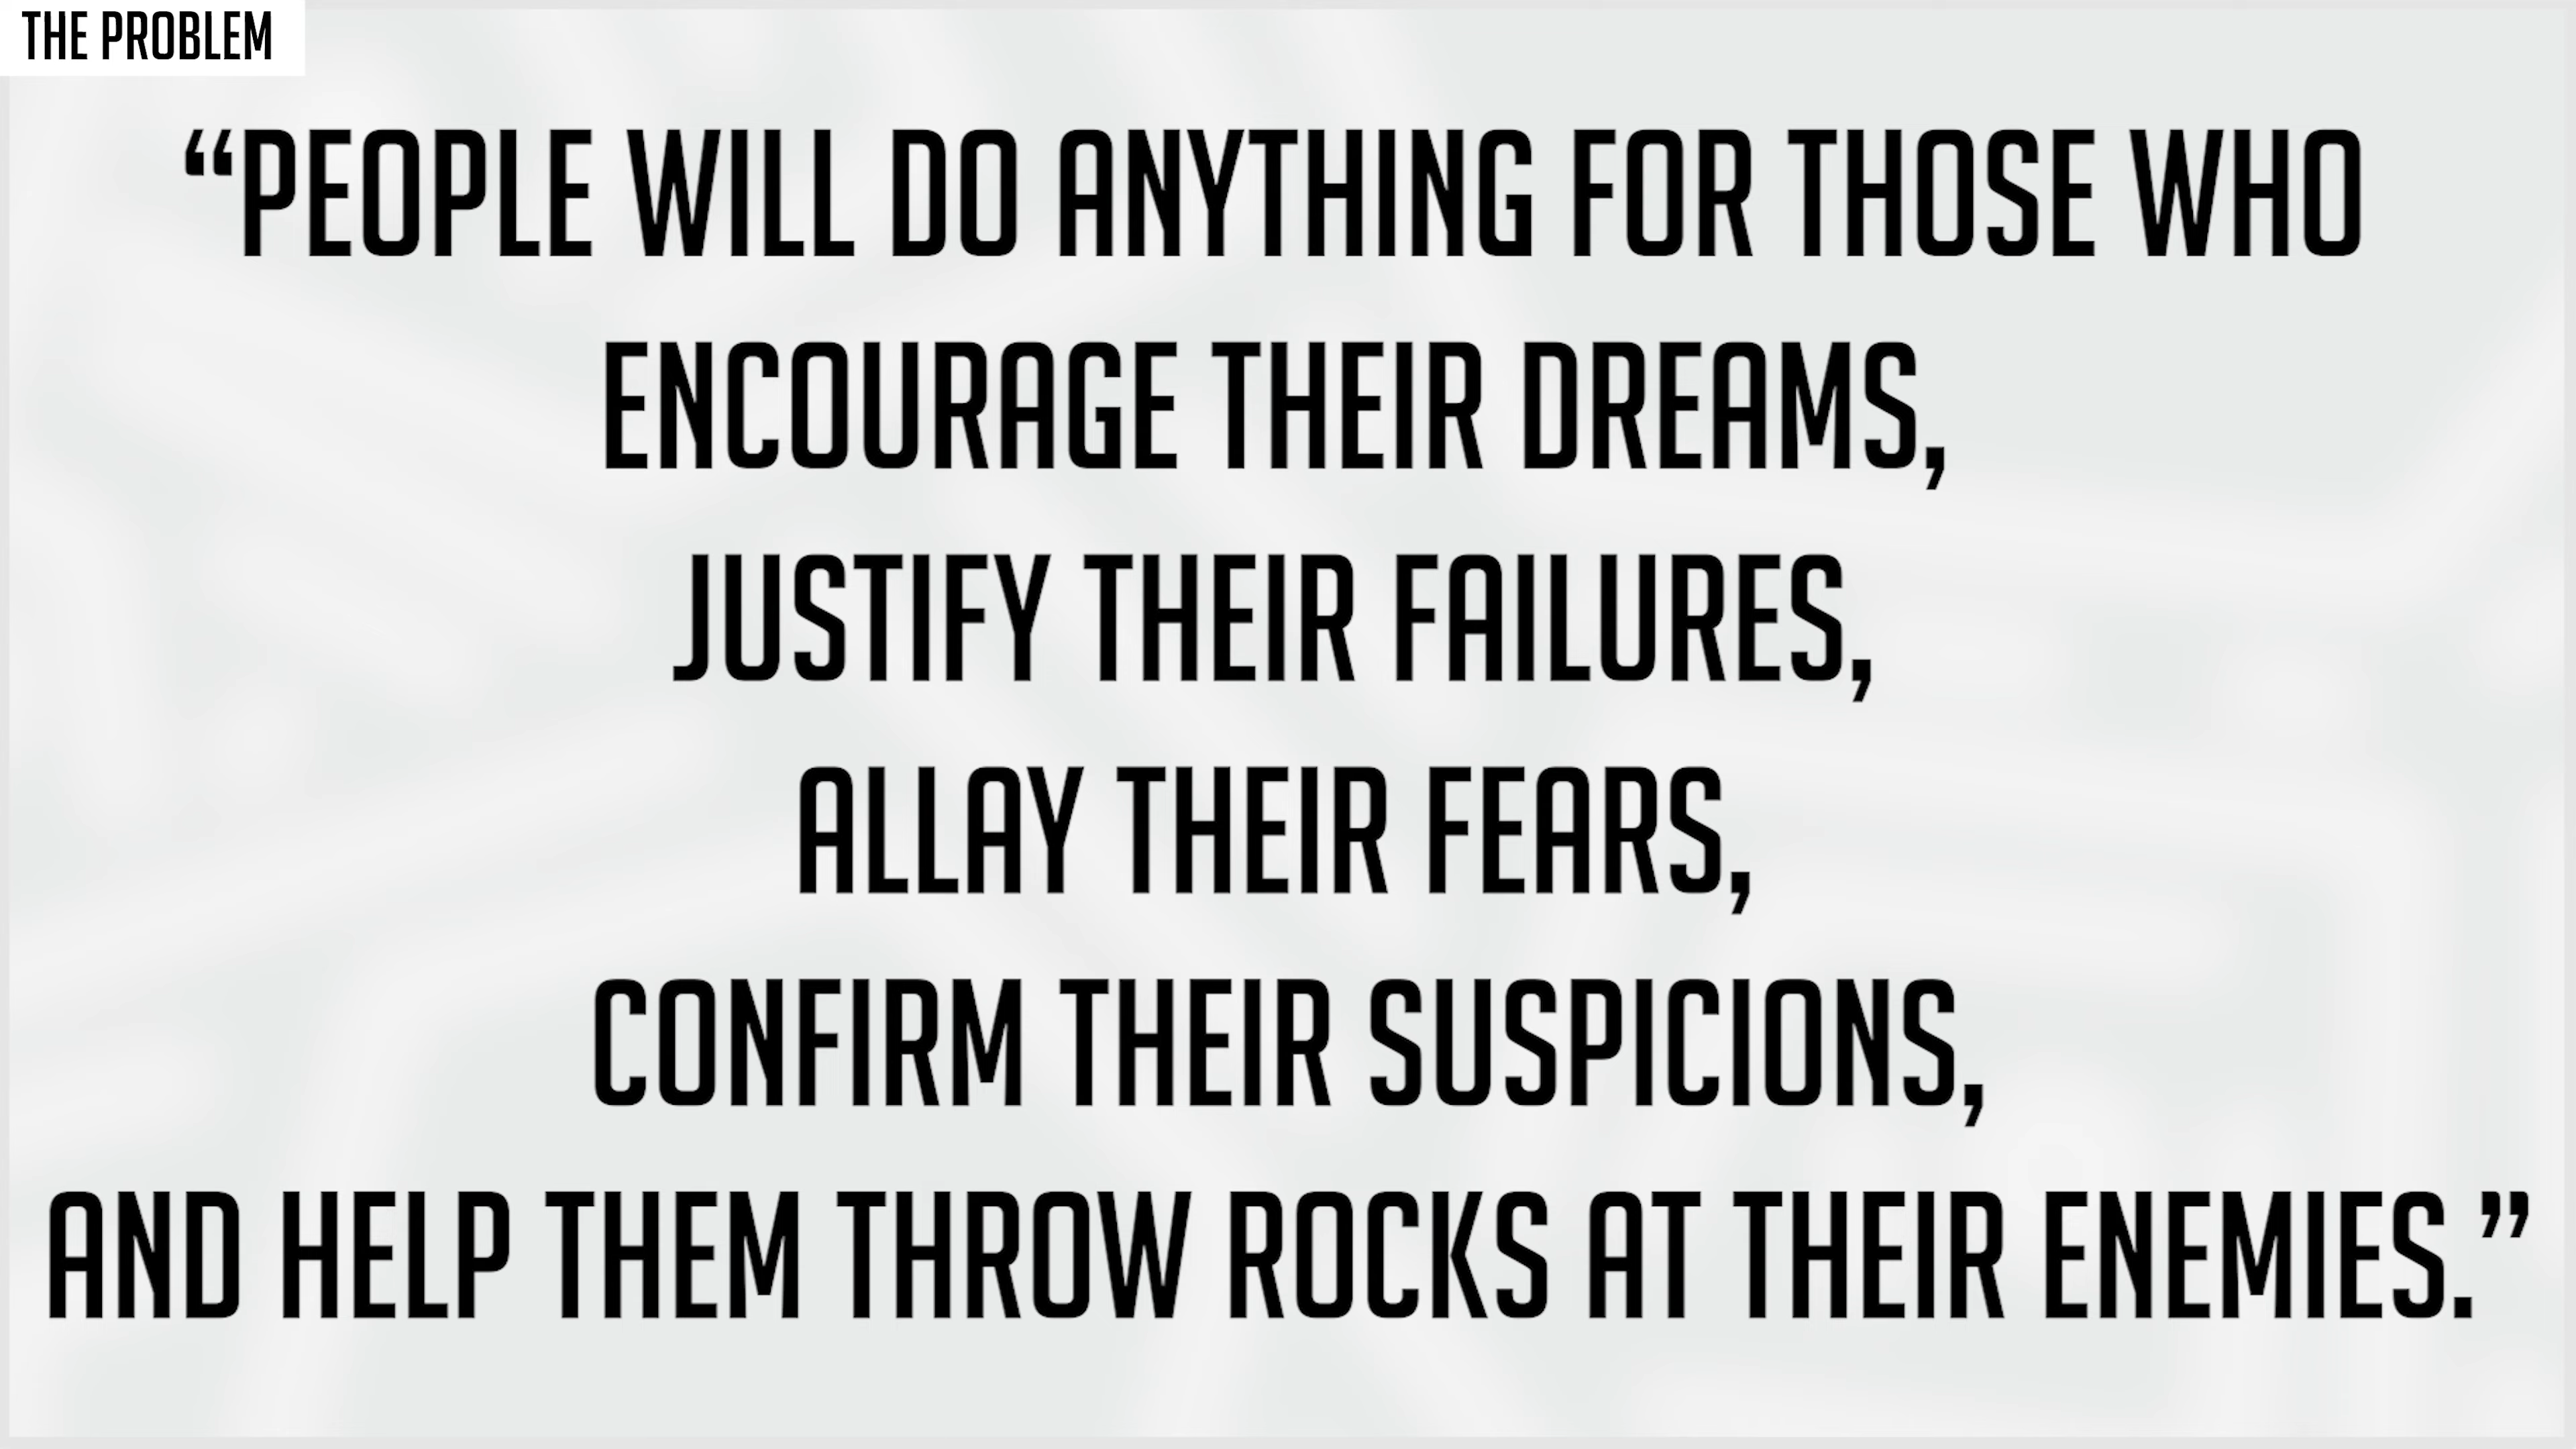 THE PROBLEM
“PEOPLE WILL DO ANYTHING FOR THOSE WHO
ENCOURAGE THEIR DREAMS,
JUSTIFY THEIR FAILURES,
ALLAY THEIR FEARS,
CONFIRM THEIR SUSPICIONS,
AND HELP THEM THROW ROCKS AT THEIR ENEMIES.”